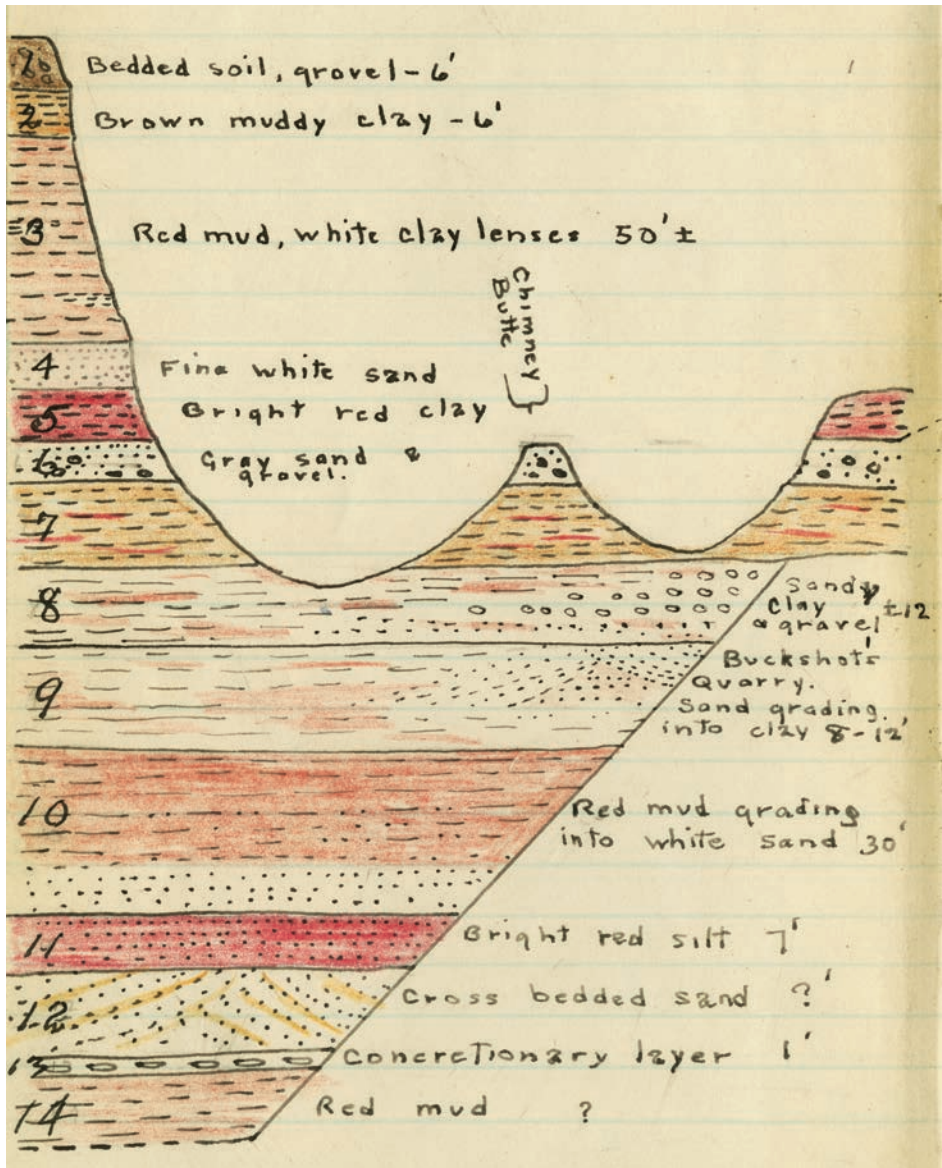 1 Bedded soil, gravel - 6'
2 Brown muddy clay - 6'
3 Red mud, white clay lenses 50' ±
Chimney
Butte
4 Fine white sand
5 Bright red clay
6 Gray sand &
gravel.
7
8 Sandy
clay ± 12
& gravel
Buckshot's
Quarry.
9 Sand grading
into clay 8-12'
10 Red mud grading
into white sand 30'
11 Bright red silt 7'
12 Cross bedded sand ?'
13 Concretionary layer 1'
14 Red mud ?